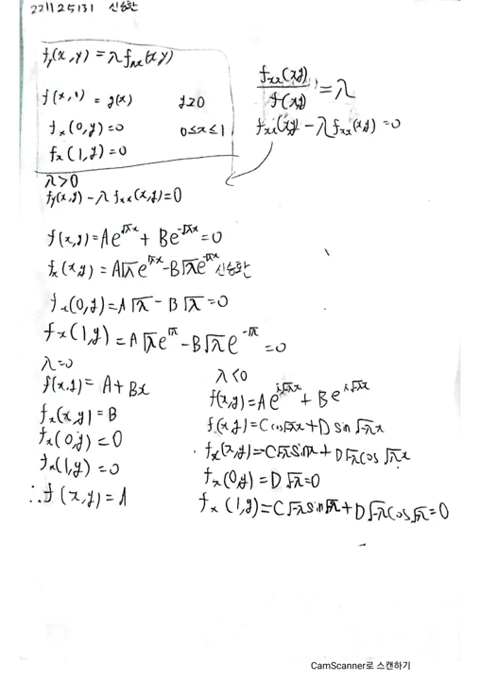 신승환
f_y(x,y) = λ f_xx(x,y)
f(x,0) = g(x) y≥0
f_x(0,y)=0 0≤x≤1
f_x(1,y)=0
f_xx(x,y)/f(x,y) = λ
f_xx(x,y) - λ f_xx(x,y) = 0
λ>0
f_y(x,y) - λ f_xx(x,y)=0
f(x,y)=Ae^{√λx} + Be^{-√λx}=0
f_x(x,y) = A√λe^{√λx} - B√λe^{-√λx} 신승환
f_x(0,y)=A√λ - B√λ=0
f_x(1,y)=A√λe^{√λ} - B√λe^{-√λ}=0
λ=0
f(x,y)= A+Bx
f_x(x,y)=B
f_x(0,y)=0
f_x(1,y)=0
∴f(x,y)=A
λ<0
f(x,y)=Ae^{i√λx} + Be^{i√λx}
f(x,y)=C cos√-λx + D sin√-λx
f_x(x,y)=-C√-λ sin√-λx + D√-λ cos√-λx
f_x(0,y)=D√-λ=0
f_x(1,y)=C√-λ sin√-λ + D√-λ cos√-λ=0
CamScanner로 스캔하기